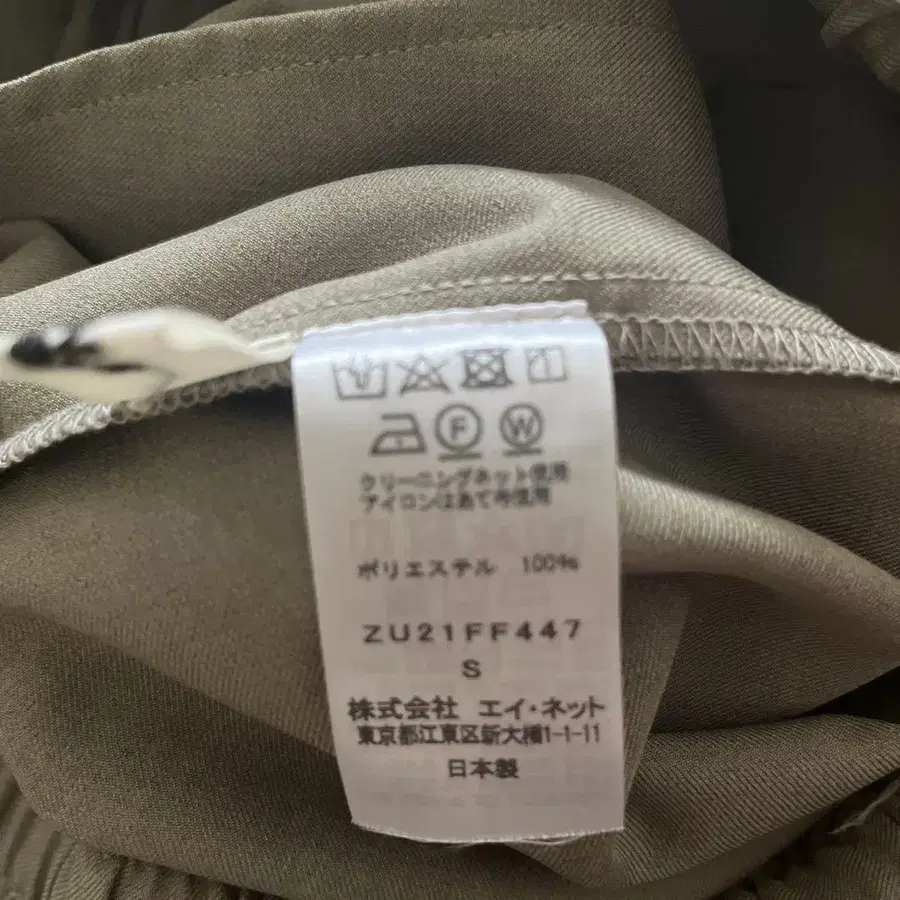 F W
クリーニングネット使用
アイロンはあて布使用
ポリエステル 100%
ZU21FF447
S
株式会社 エイ・ネット
東京都江東区新大橋1-1-11
日本製